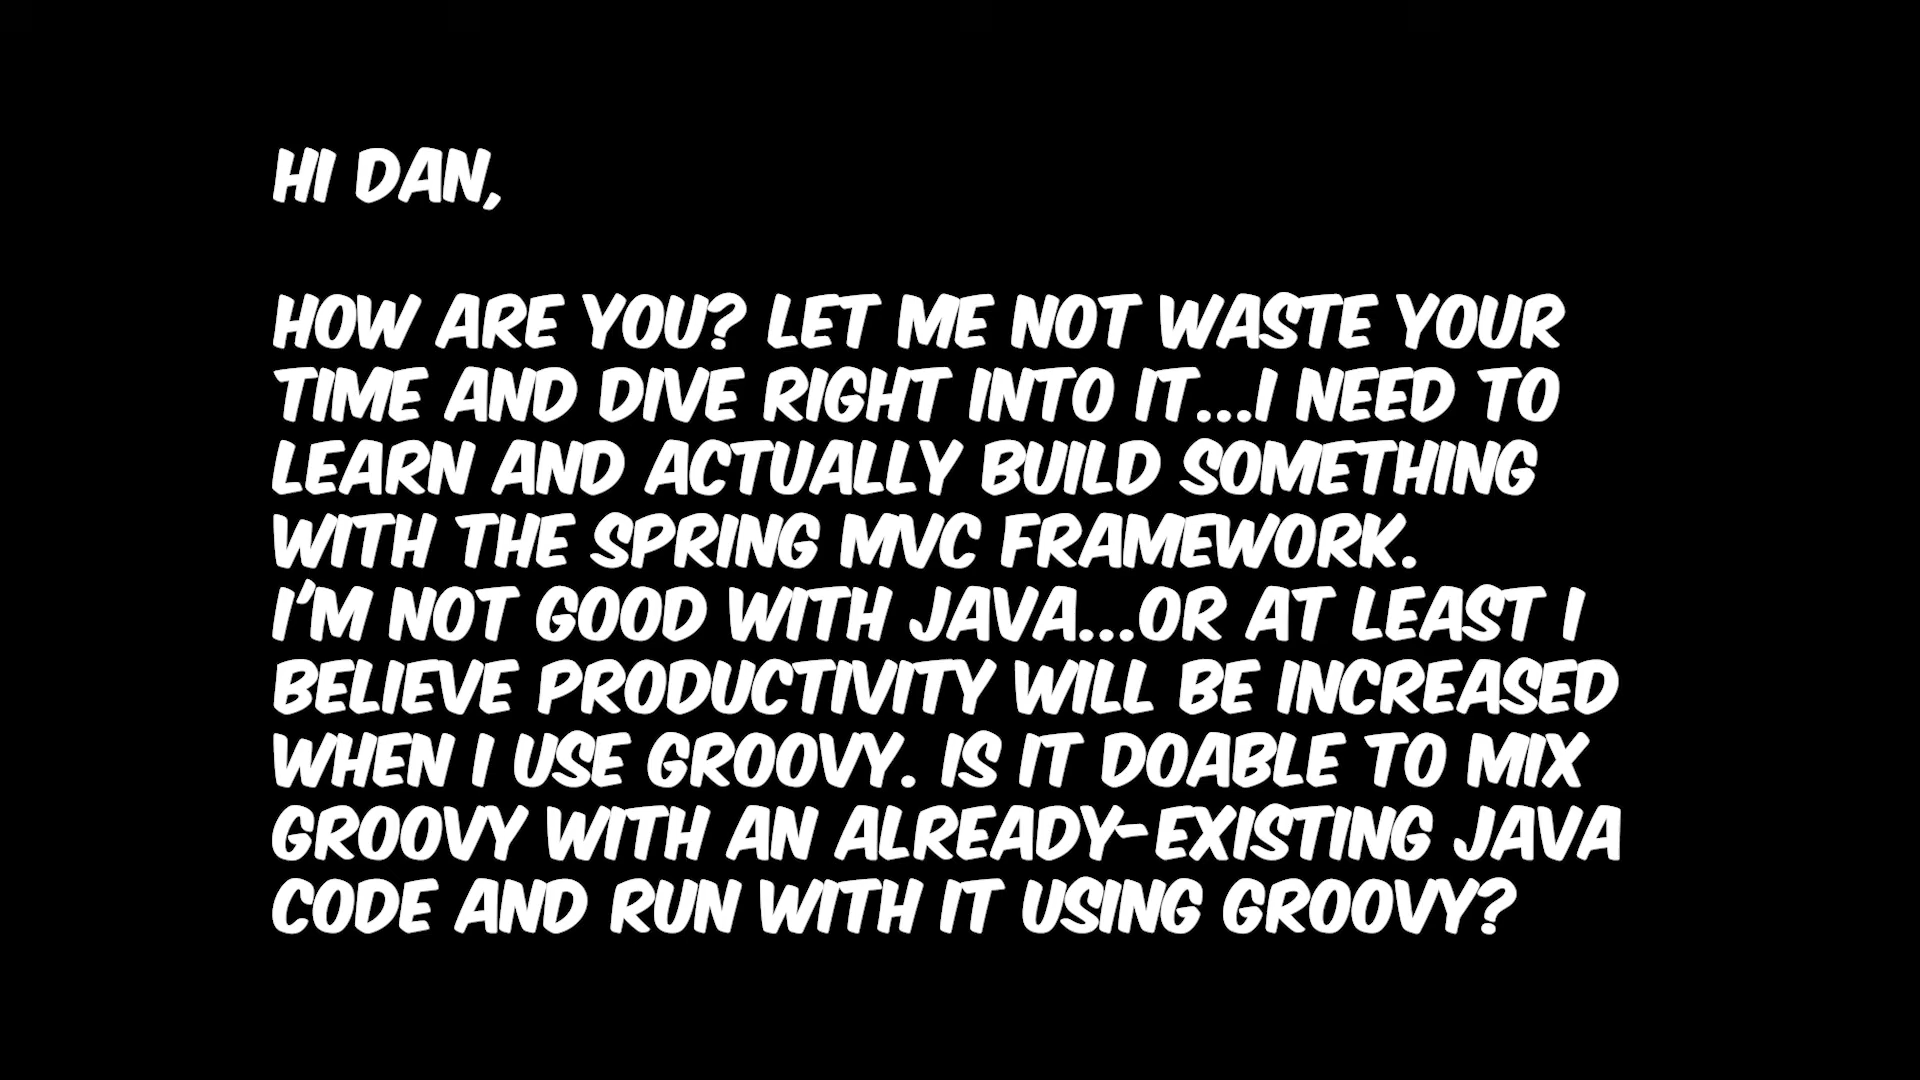 HI DAN,
HOW ARE YOU? LET ME NOT WASTE YOUR
TIME AND DIVE RIGHT INTO IT...I NEED TO
LEARN AND ACTUALLY BUILD SOMETHING
WITH THE SPRING MVC FRAMEWORK.
I'M NOT GOOD WITH JAVA...OR AT LEAST I
BELIEVE PRODUCTIVITY WILL BE INCREASED
WHEN I USE GROOVY. IS IT DOABLE TO MIX
GROOVY WITH AN ALREADY-EXISTING JAVA
CODE AND RUN WITH IT USING GROOVY?